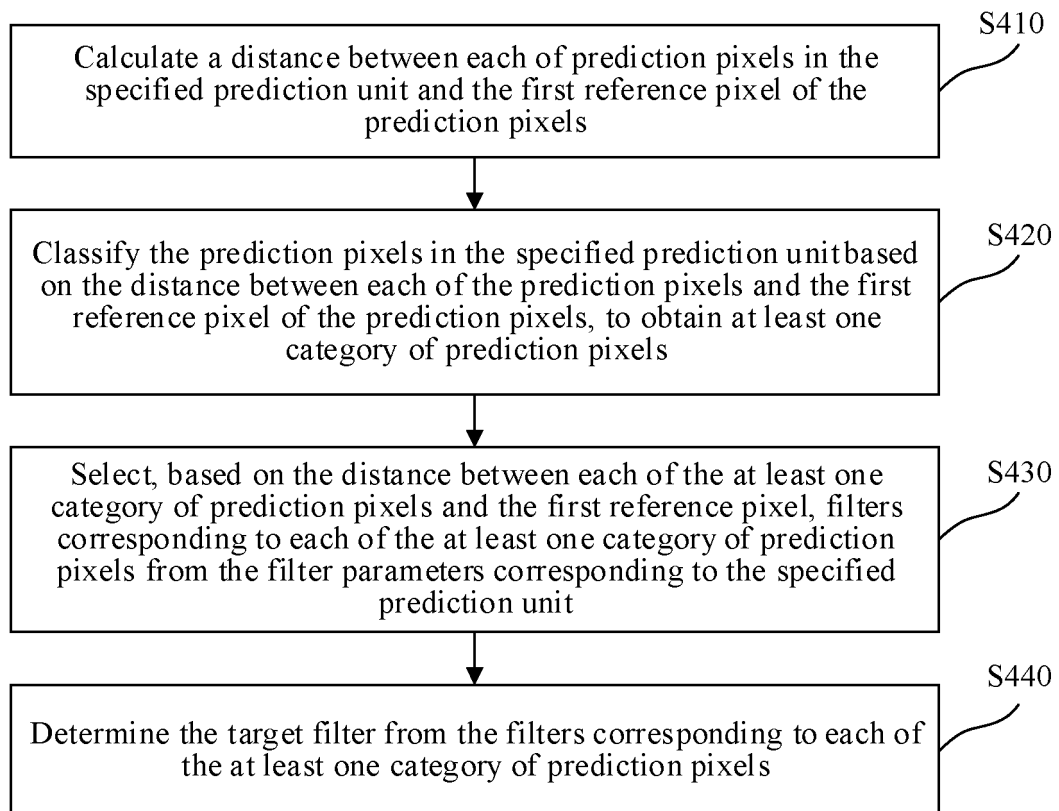 S410
Calculate a distance between each of prediction pixels in the
specified prediction unit and the first reference pixel of the
prediction pixels
S420
Classify the prediction pixels in the specified prediction unit based
on the distance between each of the prediction pixels and the first
reference pixel of the prediction pixels, to obtain at least one
category of prediction pixels
S430
Select, based on the distance between each of the at least one
category of prediction pixels and the first reference pixel, filters
corresponding to each of the at least one category of prediction
pixels from the filter parameters corresponding to the specified
prediction unit
S440
Determine the target filter from the filters corresponding to each of
the at least one category of prediction pixels